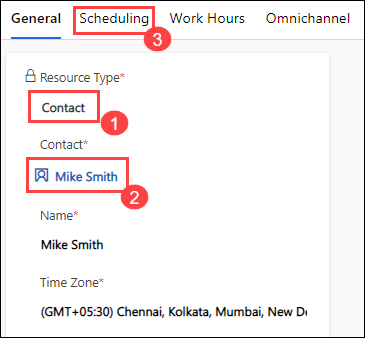 General Scheduling Work Hours Omnichannel
3
Resource Type*
Contact
1
Contact*
Mike Smith
2
Name*
Mike Smith
Time Zone*
(GMT+05:30) Chennai, Kolkata, Mumbai, New